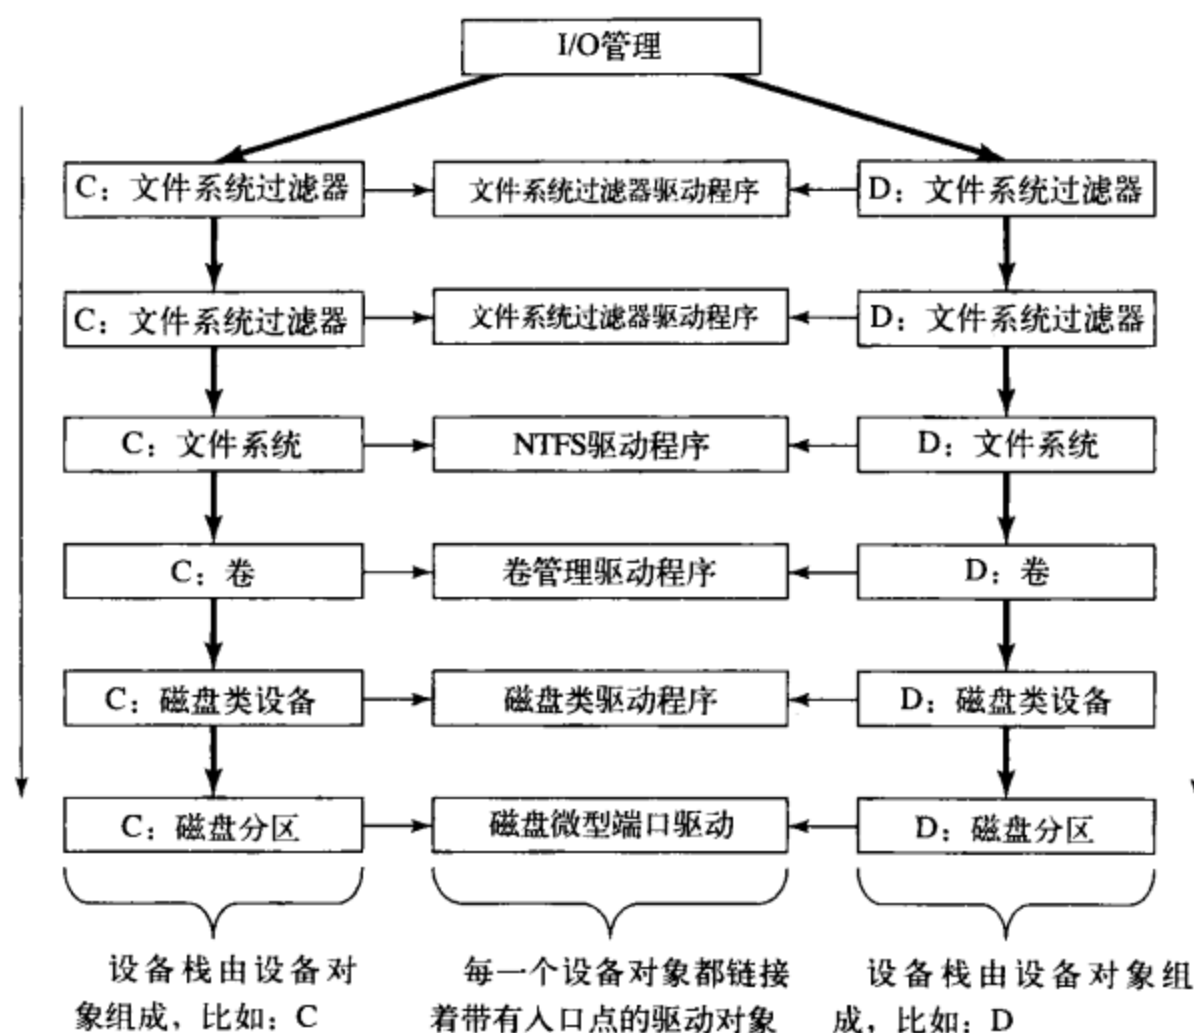 I/O管理
C：文件系统过滤器
文件系统过滤器驱动程序
D：文件系统过滤器
C：文件系统过滤器
文件系统过滤器驱动程序
D：文件系统过滤器
C：文件系统
NTFS驱动程序
D：文件系统
C：卷
卷管理驱动程序
D：卷
C：磁盘类设备
磁盘类驱动程序
D：磁盘类设备
C：磁盘分区
磁盘微型端口驱动
D：磁盘分区
设备栈由设备对
象组成，比如：C
每一个设备对象都链接
着带有入口点的驱动对象
设备栈由设备对象组
成，比如：D